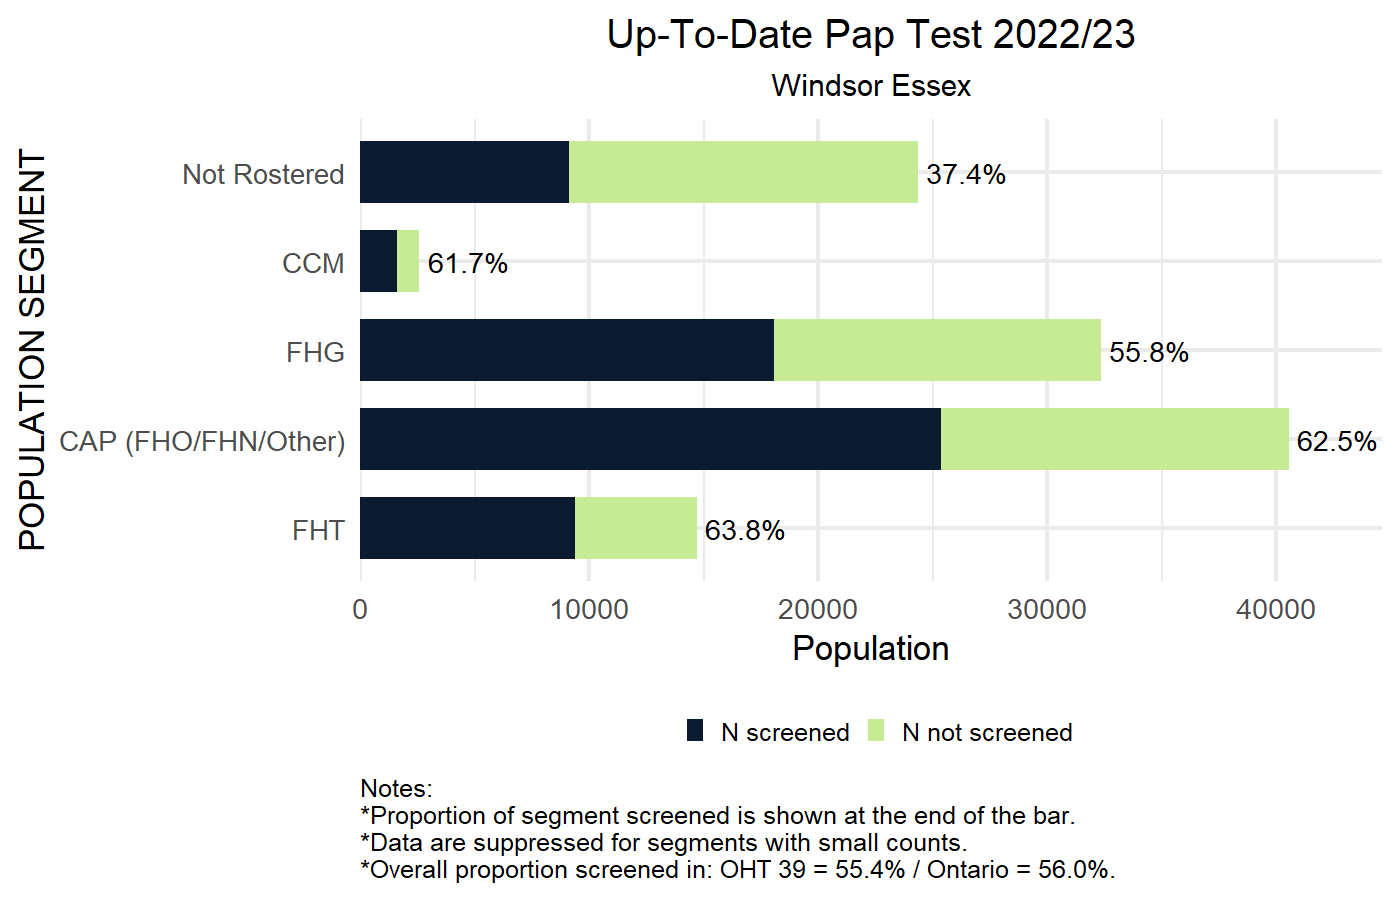 Up-To-Date Pap Test 2022/23
Windsor Essex
POPULATION SEGMENT
Not Rostered
37.4%
CCM
61.7%
FHG
55.8%
CAP (FHO/FHN/Other)
62.5%
FHT
63.8%
0
10000
20000
30000
40000
Population
N screened
N not screened
Notes:
*Proportion of segment screened is shown at the end of the bar.
*Data are suppressed for segments with small counts.
*Overall proportion screened in: OHT 39 = 55.4% / Ontario = 56.0%.